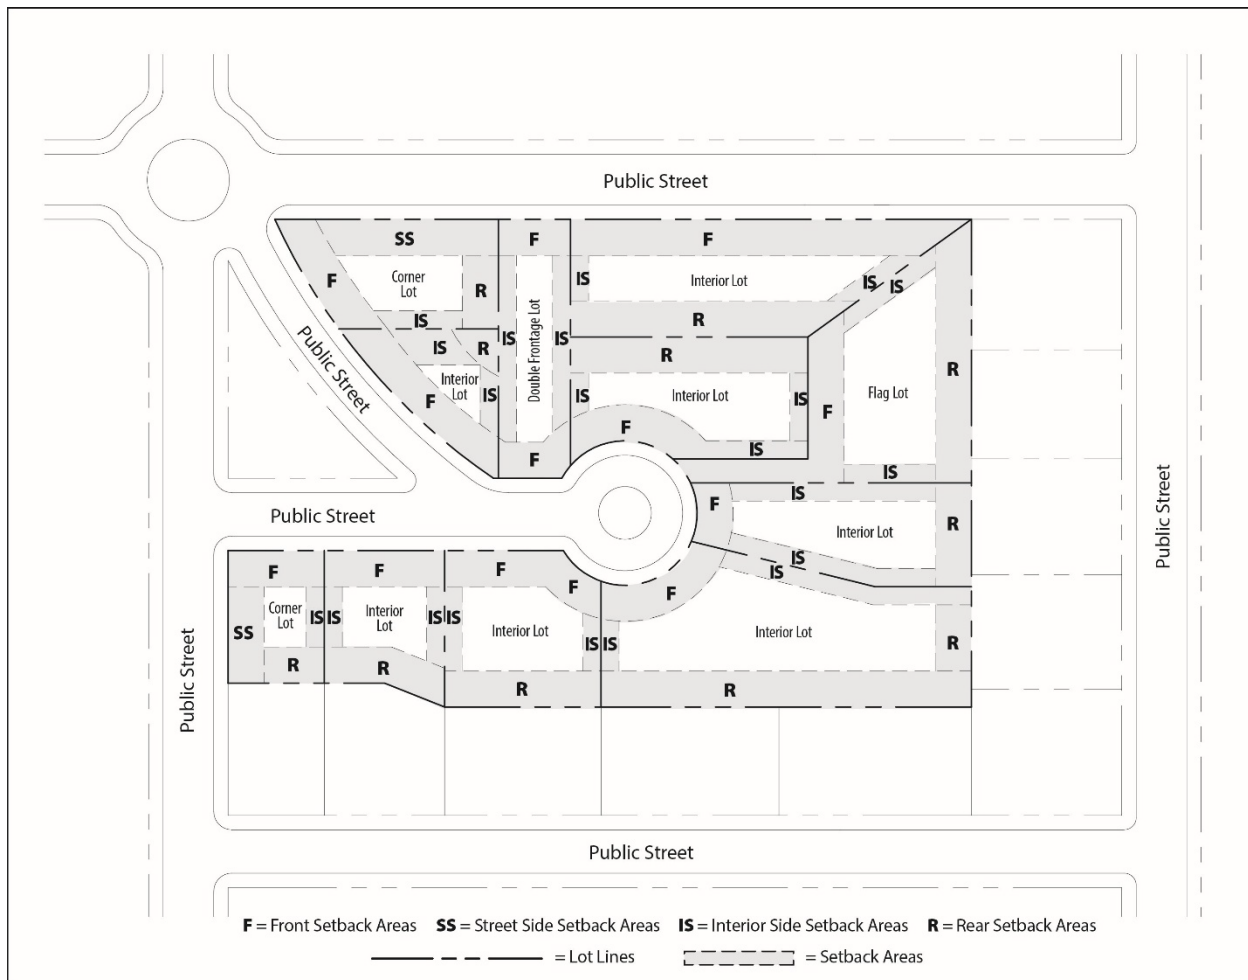 Public Street
SS
F
F
F
Corner
Lot
IS
Interior Lot
IS
IS
R
IS
R
IS
Double Frontage Lot
IS
R
IS
R
R
Public Street
Interior
Lot
IS
IS
Interior Lot
IS
F
Flag Lot
R
F
F
IS
F
IS
IS
F
Public Street
Interior Lot
R
IS
IS
F
F
F
F
F
Corner
Lot
IS
IS
Interior
Lot
IS
IS
SS
Interior Lot
IS
IS
Interior Lot
R
R
R
R
R
Public Street
Public Street
Public Street
F = Front Setback Areas SS = Street Side Setback Areas IS = Interior Side Setback Areas R = Rear Setback Areas
= Lot Lines = Setback Areas